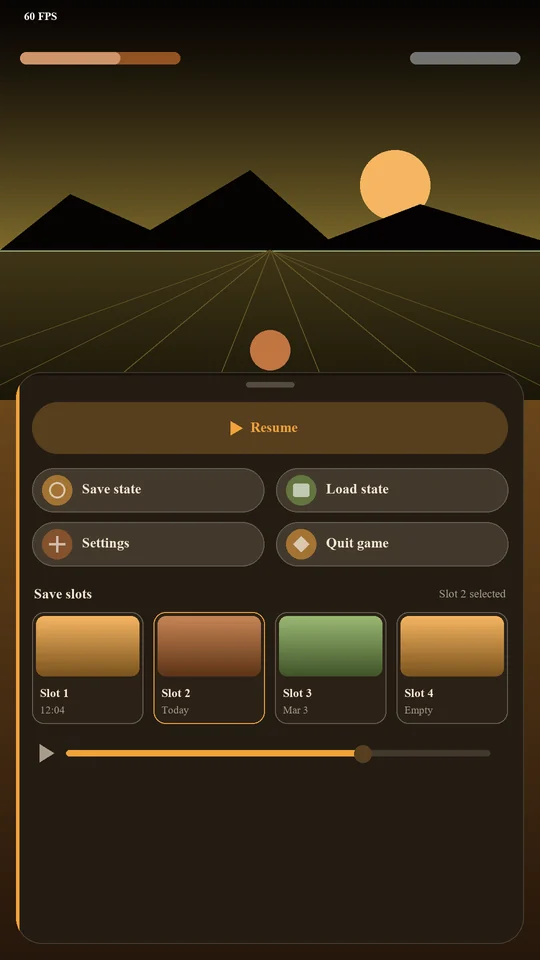 60 FPS
Resume
Save state
Load state
Settings
Quit game
Save slots
Slot 2 selected
Slot 1
12:04
Slot 2
Today
Slot 3
Mar 3
Slot 4
Empty